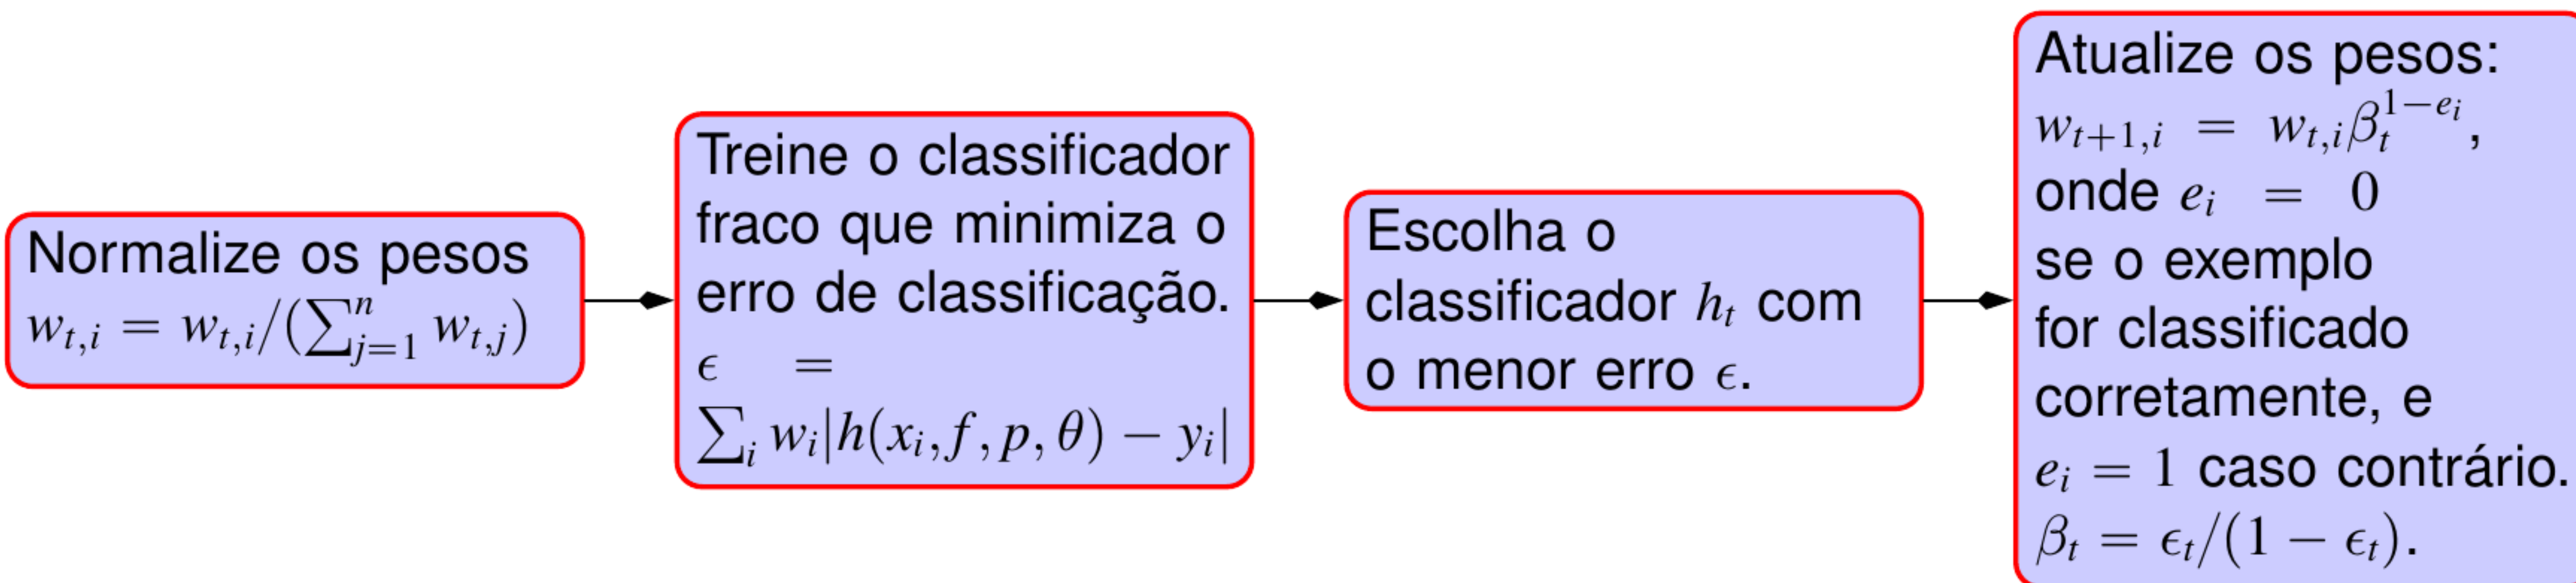 Normalize os pesos
w_{t,i} = w_{t,i}/(∑_{j=1}^{n} w_{t,j})
Treine o classificador
fraco que minimiza o
erro de classificação.
ϵ =
∑_i w_i|h(x_i, f, p, θ) − y_i|
Escolha o
classificador h_t com
o menor erro ϵ.
Atualize os pesos:
w_{t+1,i} = w_{t,i}β_t^{1−e_i},
onde e_i = 0
se o exemplo
for classificado
corretamente, e
e_i = 1 caso contrário.
β_t = ϵ_t/(1 − ϵ_t).